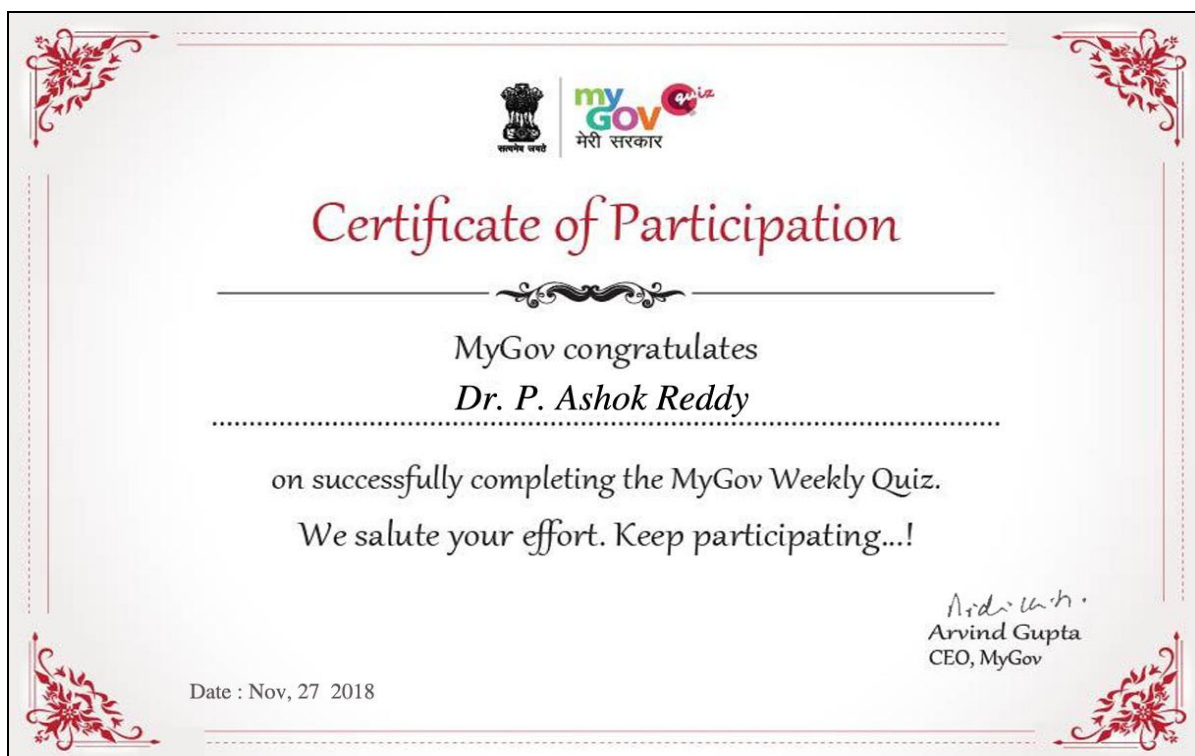 सत्यमेव जयते
my quiz
GOV
मेरी सरकार
Certificate of Participation
MyGov congratulates
Dr. P. Ashok Reddy
on successfully completing the MyGov Weekly Quiz.
We salute your effort. Keep participating...!
Arvind Gupta
CEO, MyGov
Date : Nov, 27 2018